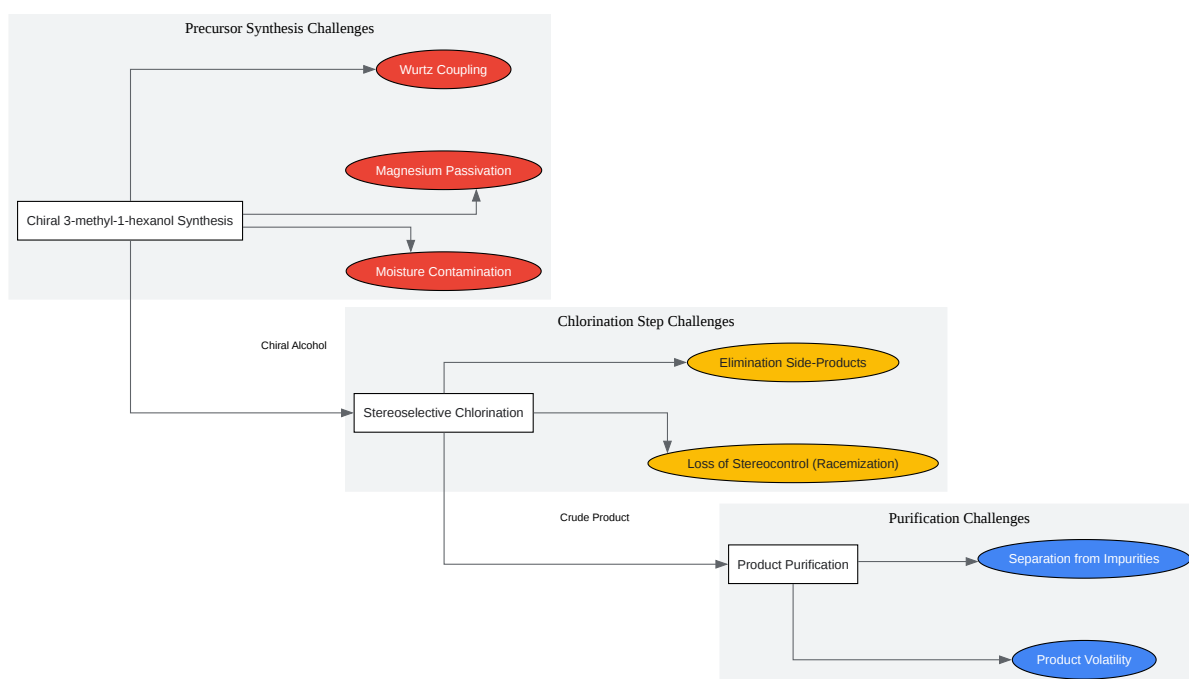 Precursor Synthesis Challenges
Wurtz Coupling
Magnesium Passivation
Chiral 3-methyl-1-hexanol Synthesis
Moisture Contamination
Chiral Alcohol
Chlorination Step Challenges
Elimination Side-Products
Stereoselective Chlorination
Loss of Stereocontrol (Racemization)
Crude Product
Purification Challenges
Separation from Impurities
Product Purification
Product Volatility